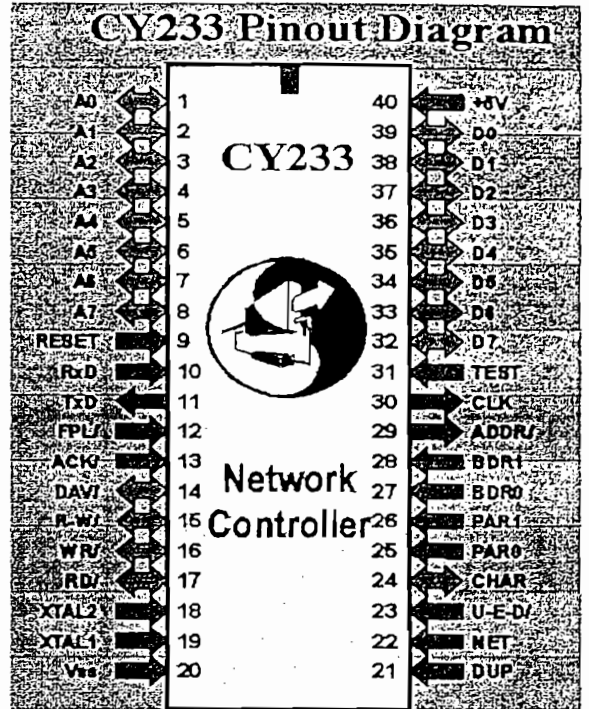 CY233 Pinout Diagram
A0 1 40 +5V
A1 2 CY233 39 D0
A2 3 38 D1
A3 4 37 D2
A4 5 36 D3
A5 6 35 D4
A6 7 34 D5
A7 8 33 D6
RESET 9 32 D7
RxD 10 31 TEST
TxD 11 30 CLK
FPL/ 12 29 ADDR/
ACK/ 13 28 BDR1
DAV/ 14 Network 27 BDR0
R-W/ 15 Controller 26 PAR1
WR/ 16 25 PAR0
RD/ 17 24 CHAR
XTAL2 18 23 U-E-D/
XTAL1 19 22 NET
Vss 20 21 DUP